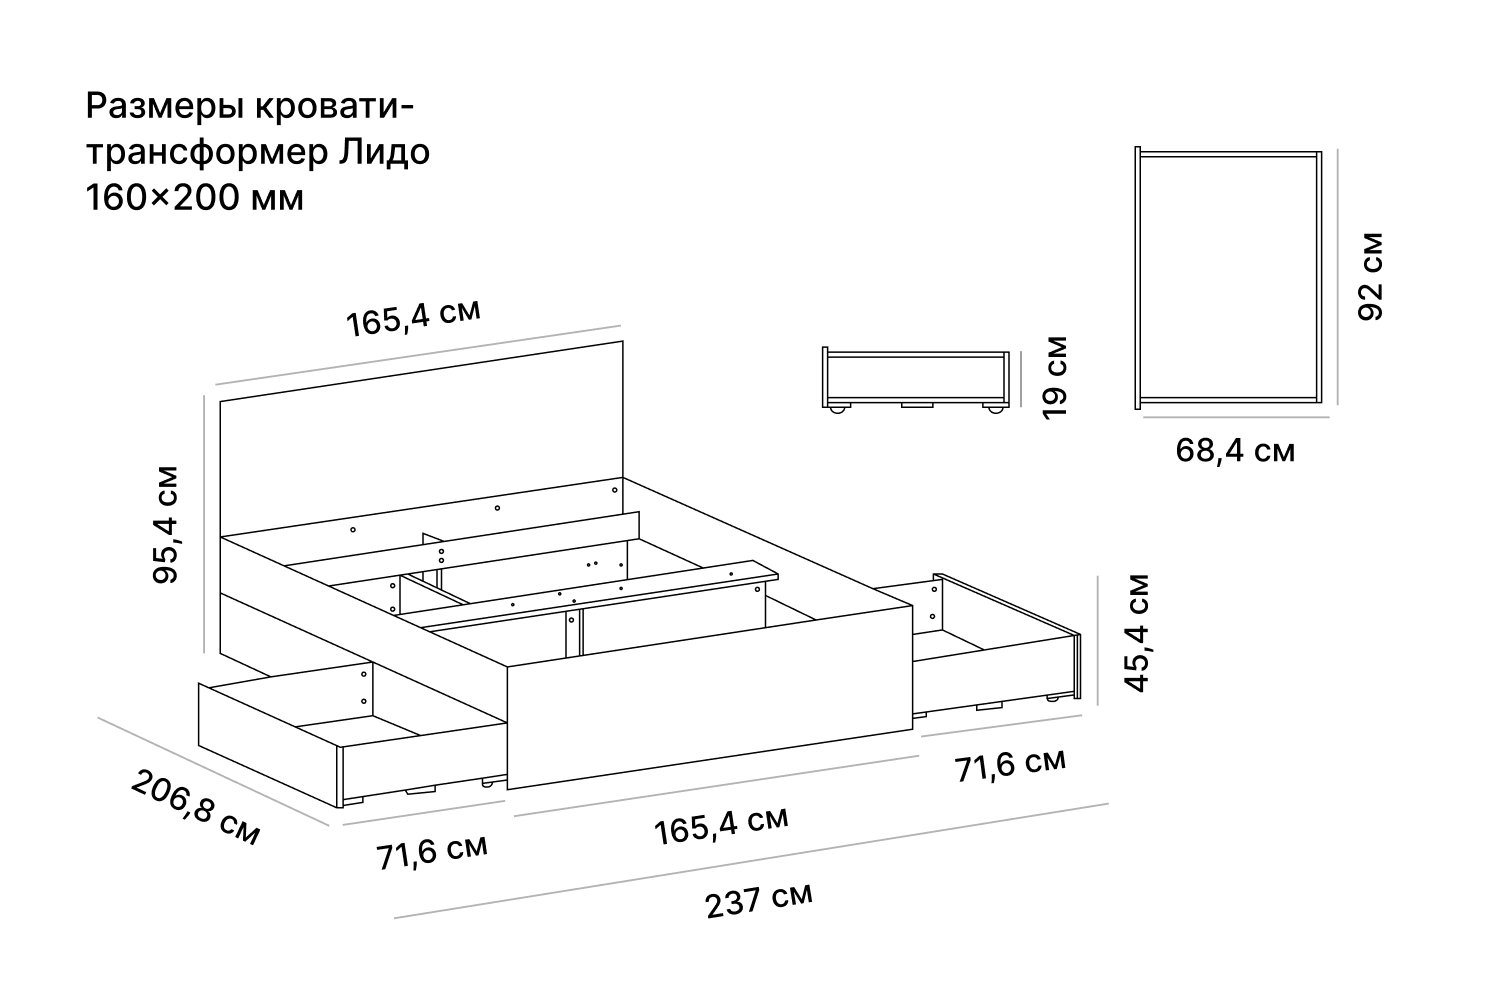 Размеры кровати-
трансформер Лидо
160×200 мм
165,4 см
95,4 см
206,8 см
71,6 см
165,4 см
237 см
71,6 см
45,4 см
19 см
92 см
68,4 см